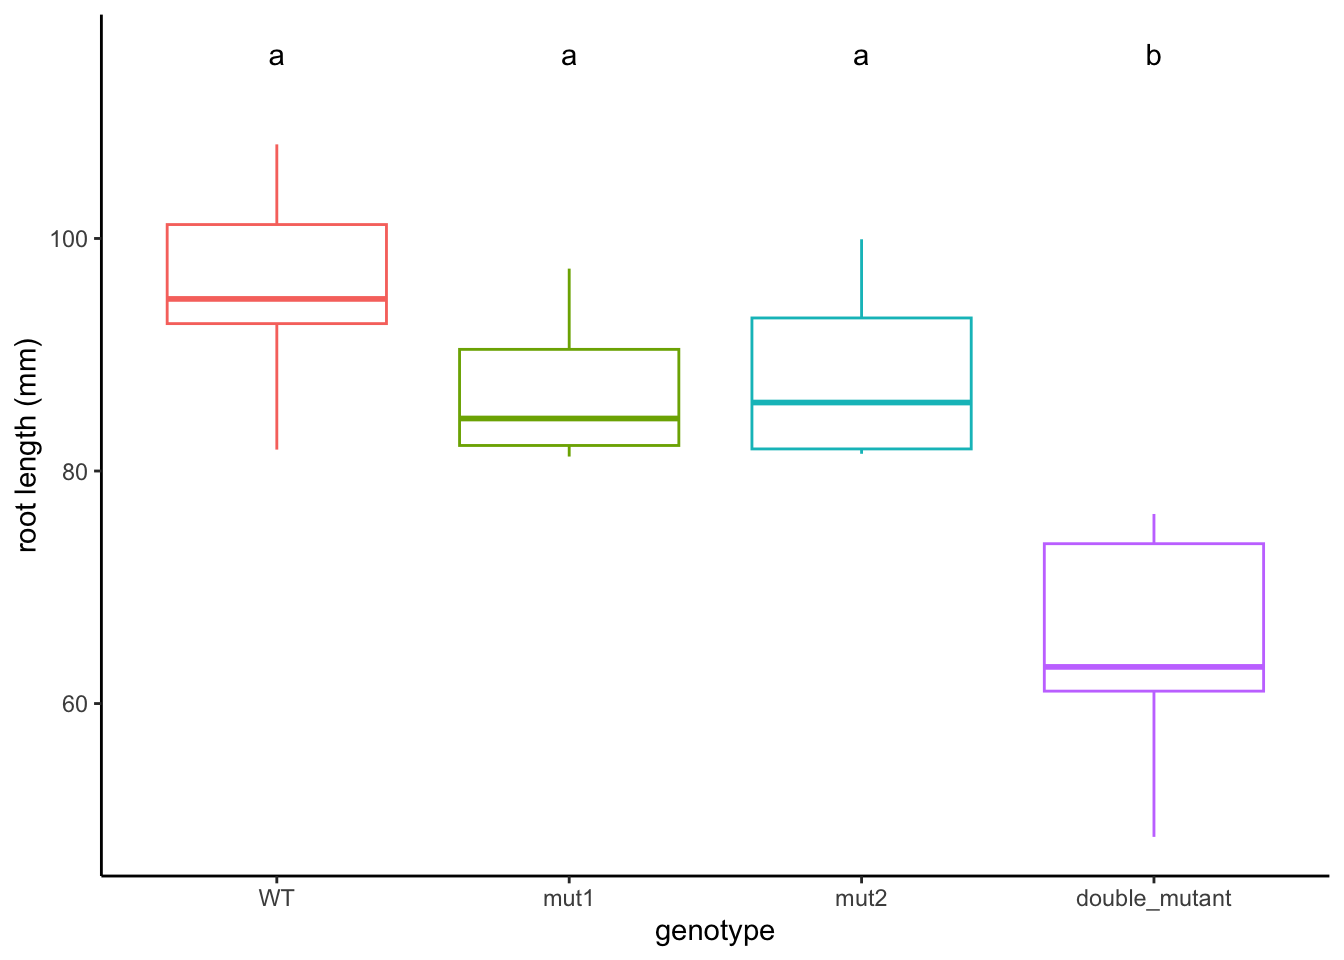 a a a b
100
80
60
root length (mm)
WT mut1 mut2 double_mutant
genotype